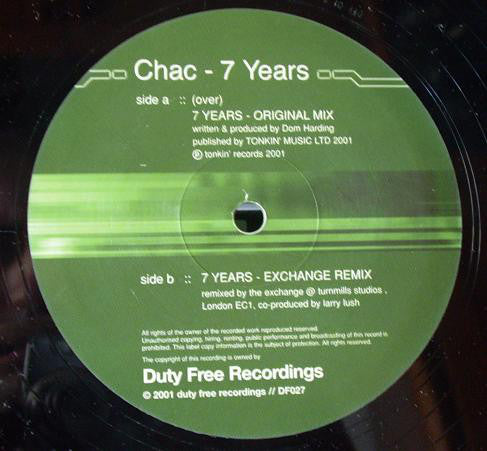 Chac - 7 Years
side a :: (over)
7 YEARS - ORIGINAL MIX
written & produced by Dom Harding
published by TONKIN' MUSIC LTD 2001
℗ tonkin' records 2001
side b :: 7 YEARS - EXCHANGE REMIX
remixed by the exchange @ turnmills studios ,
London EC1, co-produced by larry lush
All rights of the owner of the recorded work reproduced reserved.
Unauthorised copying, hiring, renting, public performance and broadcasting of this record is
prohibited. This label copy information is the subject of protection. All rights reserved.
The copyright of this recording is owned by
Duty Free Recordings
© 2001 duty free recordings // DF027